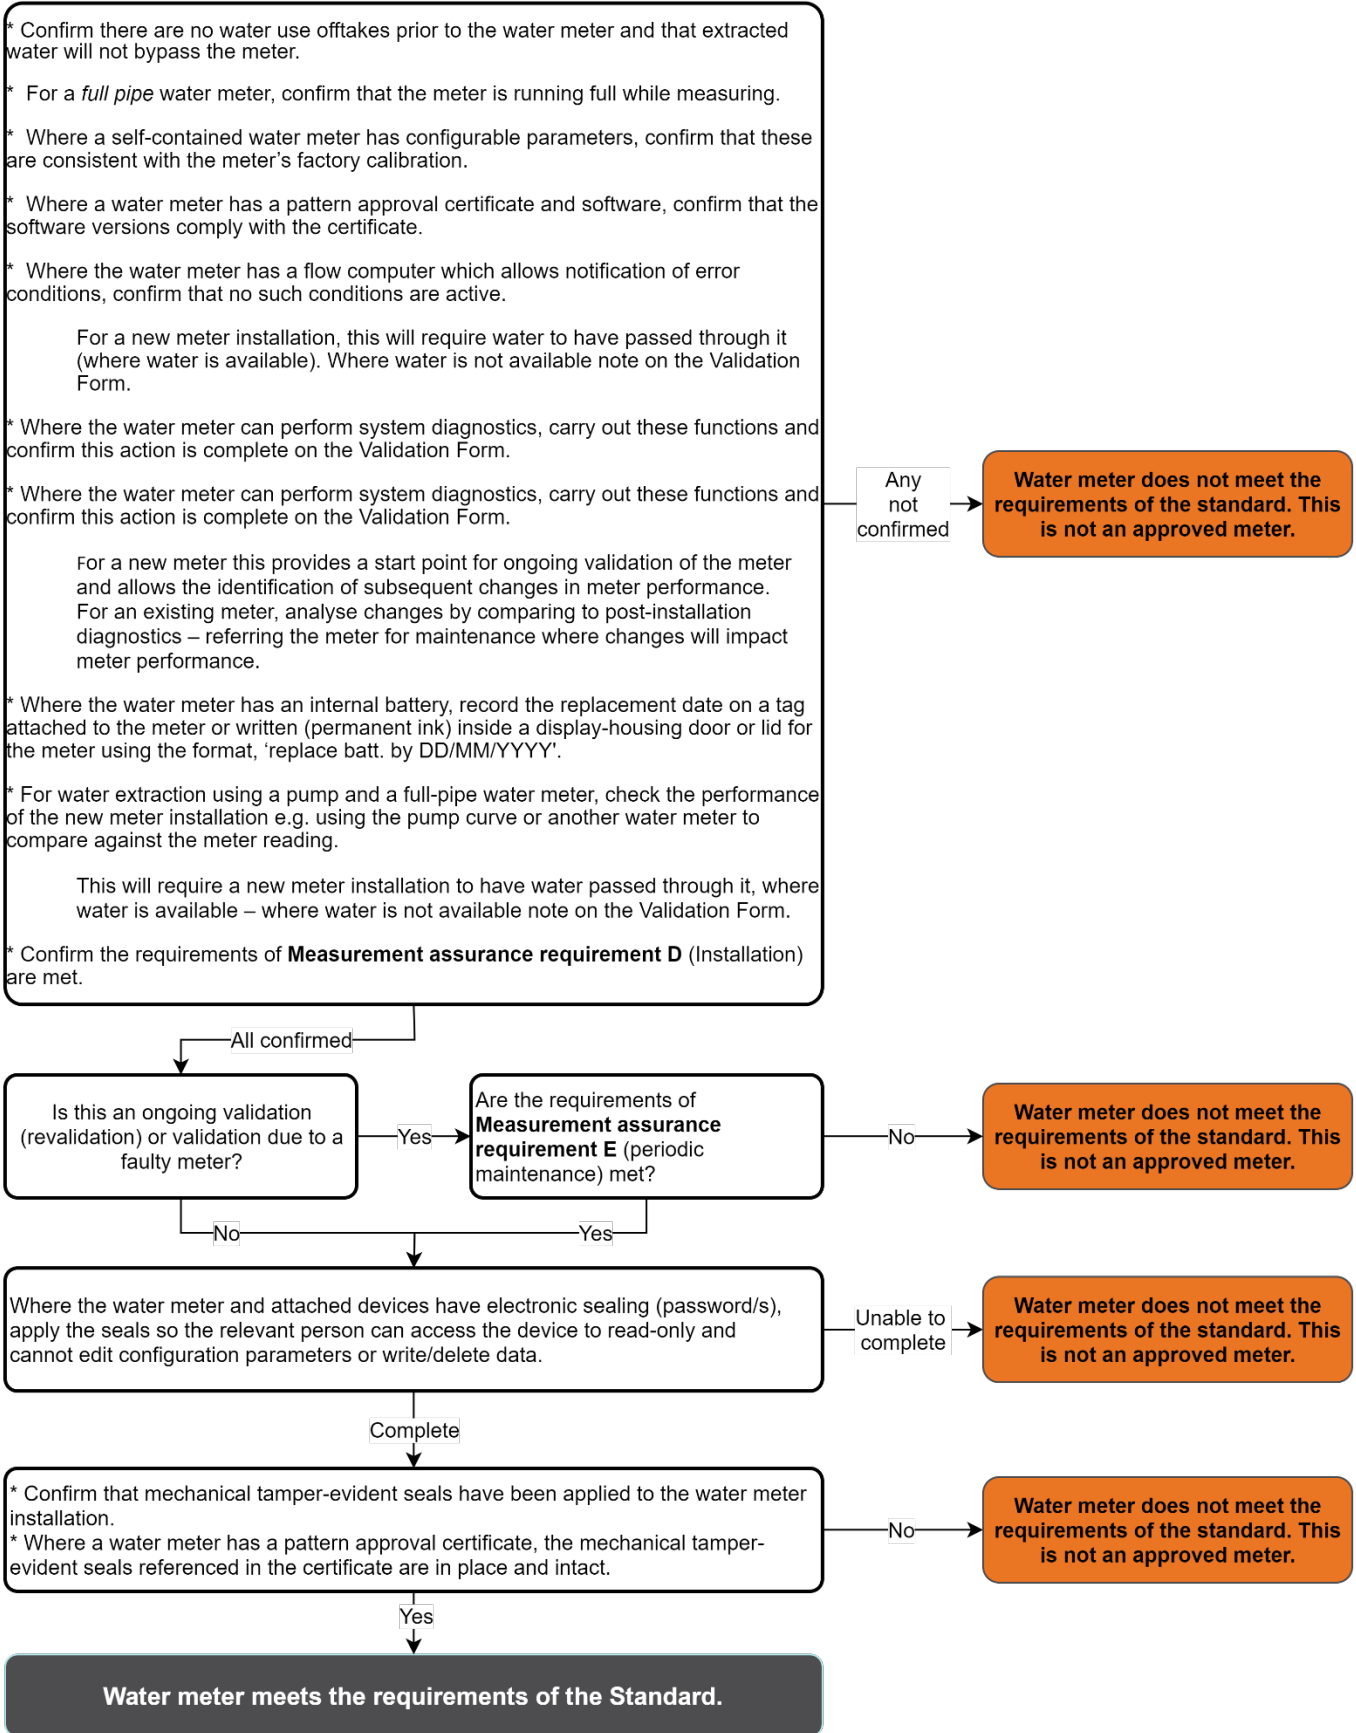 * Confirm there are no water use offtakes prior to the water meter and that extracted
water will not bypass the meter.
* For a full pipe water meter, confirm that the meter is running full while measuring.
* Where a self-contained water meter has configurable parameters, confirm that these
are consistent with the meter’s factory calibration.
* Where a water meter has a pattern approval certificate and software, confirm that the
software versions comply with the certificate.
* Where the water meter has a flow computer which allows notification of error
conditions, confirm that no such conditions are active.
For a new meter installation, this will require water to have passed through it
(where water is available). Where water is not available note on the Validation
Form.
* Where the water meter can perform system diagnostics, carry out these functions and
confirm this action is complete on the Validation Form.
* Where the water meter can perform system diagnostics, carry out these functions and
confirm this action is complete on the Validation Form.
For a new meter this provides a start point for ongoing validation of the meter
and allows the identification of subsequent changes in meter performance.
For an existing meter, analyse changes by comparing to post-installation
diagnostics – referring the meter for maintenance where changes will impact
meter performance.
* Where the water meter has an internal battery, record the replacement date on a tag
attached to the meter or written (permanent ink) inside a display-housing door or lid for
the meter using the format, ‘replace batt. by DD/MM/YYYY'.
* For water extraction using a pump and a full-pipe water meter, check the performance
of the new meter installation e.g. using the pump curve or another water meter to
compare against the meter reading.
This will require a new meter installation to have water passed through it, where
water is available – where water is not available note on the Validation Form.
* Confirm the requirements of Measurement assurance requirement D (Installation)
are met.
Any
not
confirmed
Water meter does not meet the
requirements of the standard. This
is not an approved meter.
All confirmed
Is this an ongoing validation
(revalidation) or validation due to a
faulty meter?
Yes
Are the requirements of
Measurement assurance
requirement E (periodic
maintenance) met?
No
Water meter does not meet the
requirements of the standard. This
is not an approved meter.
No
Yes
Where the water meter and attached devices have electronic sealing (password/s),
apply the seals so the relevant person can access the device to read-only and
cannot edit configuration parameters or write/delete data.
Unable to
complete
Water meter does not meet the
requirements of the standard. This
is not an approved meter.
Complete
* Confirm that mechanical tamper-evident seals have been applied to the water meter
installation.
* Where a water meter has a pattern approval certificate, the mechanical tamper-
evident seals referenced in the certificate are in place and intact.
No
Water meter does not meet the
requirements of the standard. This
is not an approved meter.
Yes
Water meter meets the requirements of the Standard.